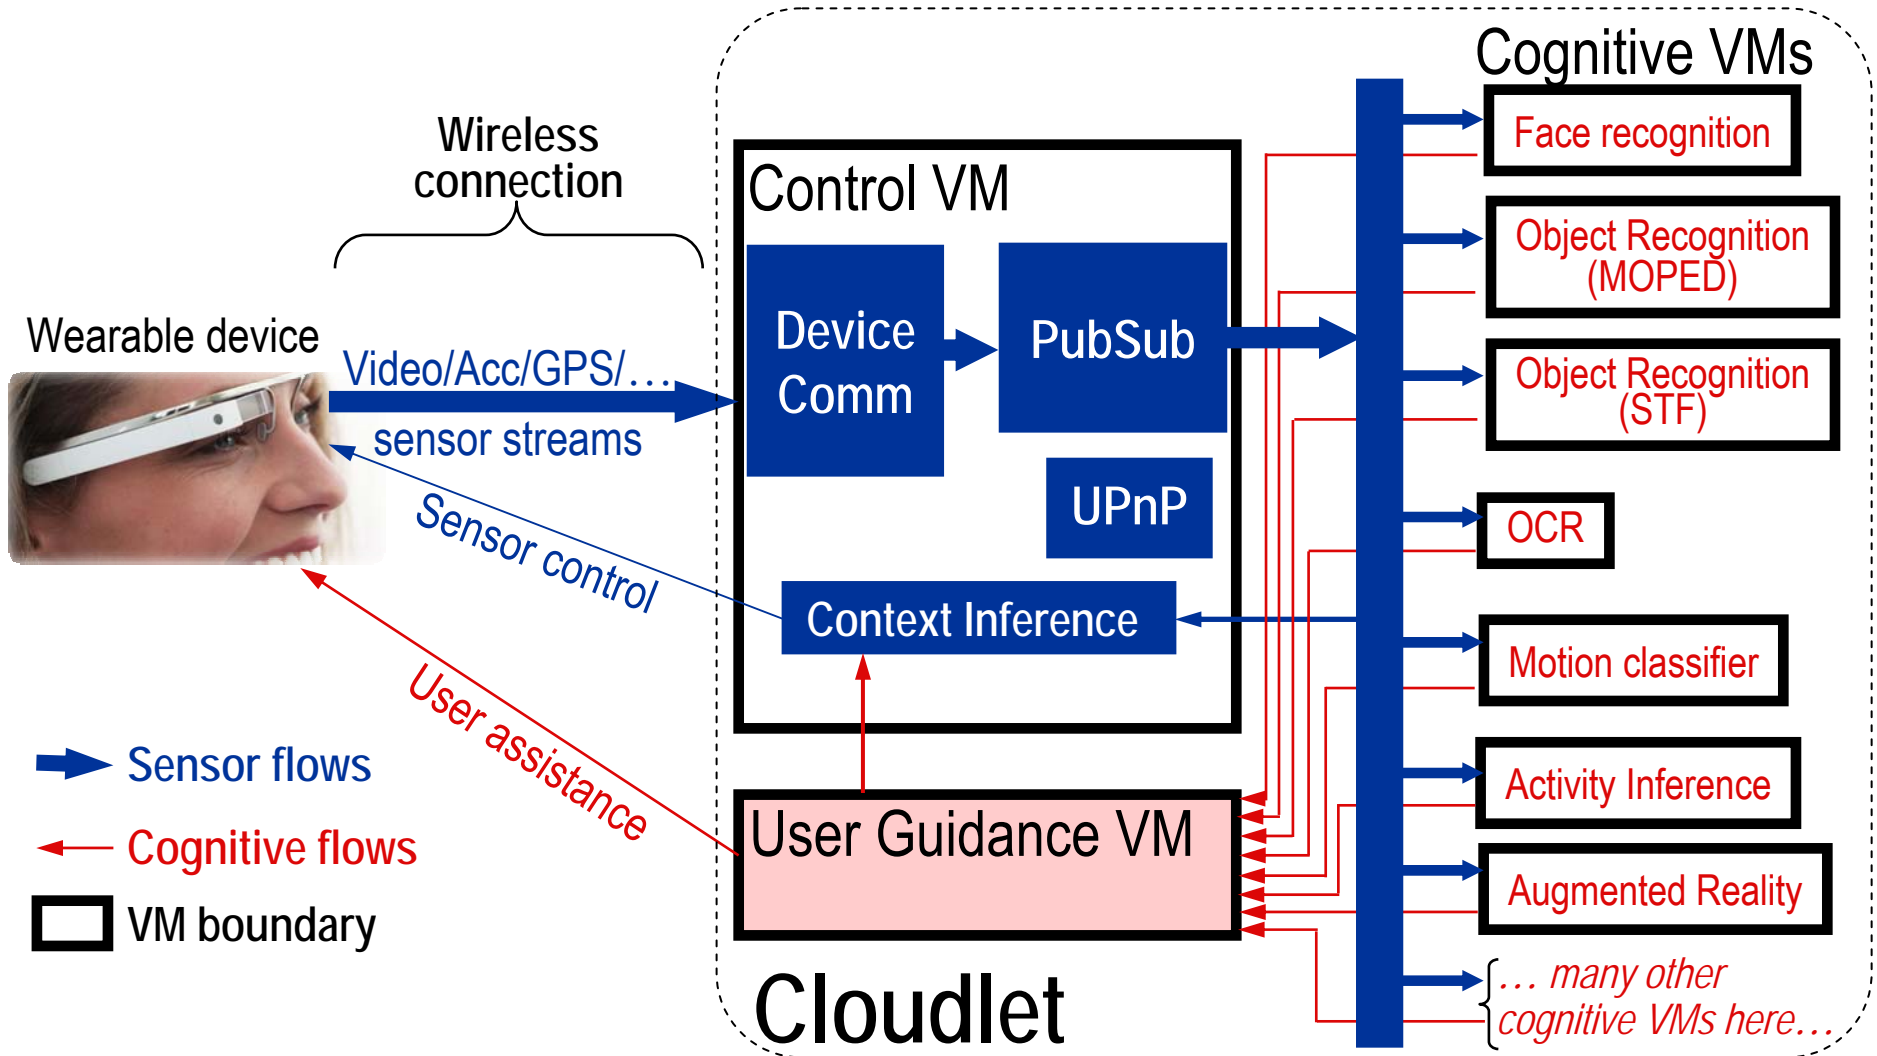 Cognitive VMs
Face recognition
Object Recognition
(MOPED)
Object Recognition
(STF)
OCR
Motion classifier
Activity Inference
Augmented Reality
… many other
cognitive VMs here…
Wireless
connection
Control VM
Device
Comm
PubSub
UPnP
Context Inference
Wearable device
Video/Acc/GPS/…
sensor streams
Sensor control
User assistance
User Guidance VM
Sensor flows
Cognitive flows
VM boundary
Cloudlet